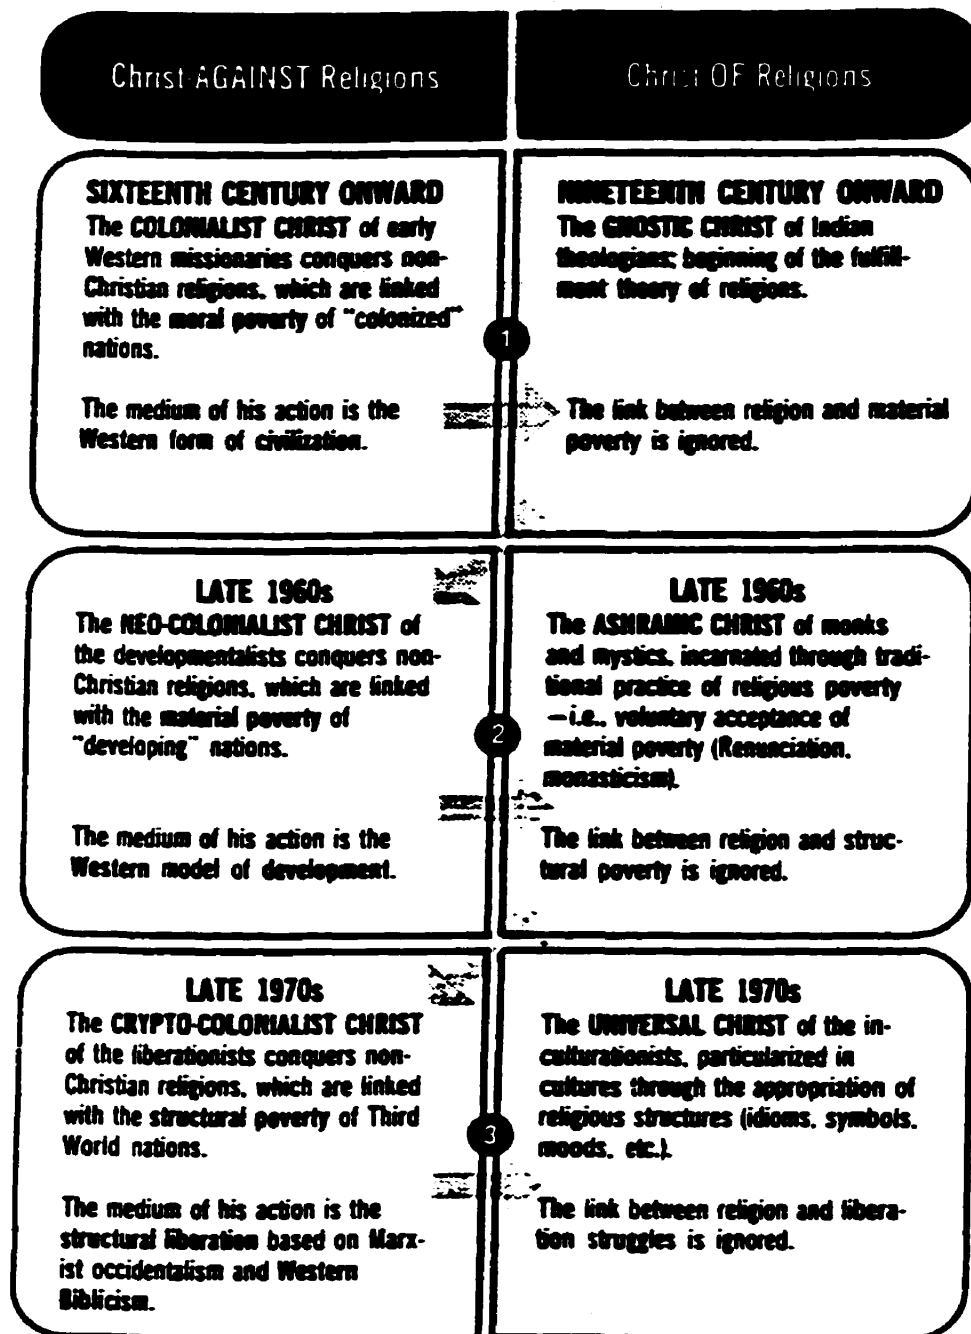 Christ AGAINST Religions
Christ OF Religions
SIXTEENTH CENTURY ONWARD
The COLONIALIST CHRIST of early
Western missionaries conquers non-
Christian religions, which are linked
with the moral poverty of "colonized"
nations.
The medium of his action is the
Western form of civilization.
NINETEENTH CENTURY ONWARD
The GNOSTIC CHRIST of Indian
theologians; beginning of the fulfill-
ment theory of religions.
The link between religion and material
poverty is ignored.
1
LATE 1960s
The NEO-COLONIALIST CHRIST of
the developmentalists conquers non-
Christian religions, which are linked
with the material poverty of
"developing" nations.
The medium of his action is the
Western model of development.
LATE 1960s
The ASHRAMIC CHRIST of monks
and mystics, incarnated through tradi-
tional practice of religious poverty
—i.e., voluntary acceptance of
material poverty (Renunciation,
monasticism).
The link between religion and struc-
tural poverty is ignored.
2
LATE 1970s
The CRYPTO-COLONIALIST CHRIST
of the liberationists conquers non-
Christian religions, which are linked
with the structural poverty of Third
World nations.
The medium of his action is the
structural liberation based on Marx-
ist occidentalism and Western
Biblicism.
LATE 1970s
The UNIVERSAL CHRIST of the in-
culturationists, particularized in
cultures through the appropriation of
religious structures (idioms, symbols,
moods, etc.).
The link between religion and libera-
tion struggles is ignored.
3